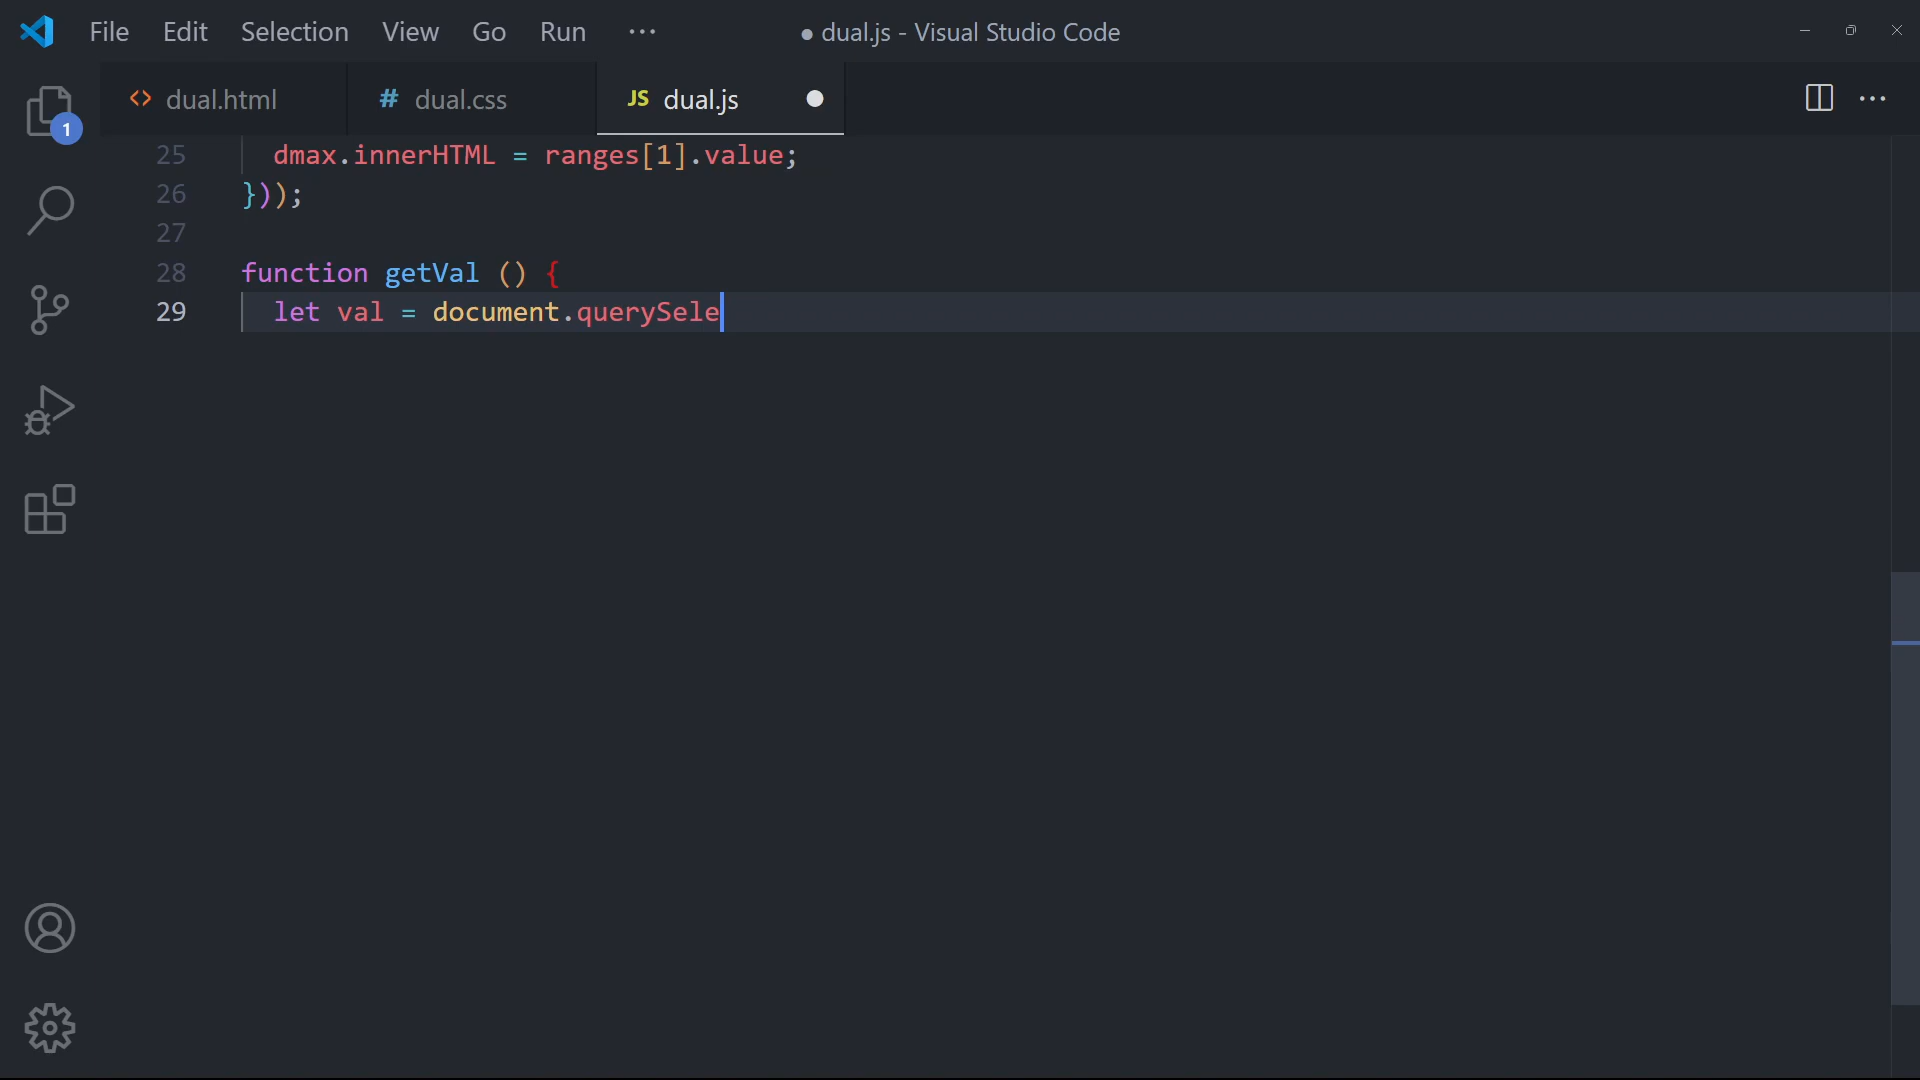 File Edit Selection View Go Run ··· ● dual.js - Visual Studio Code
<> dual.html # dual.css JS dual.js ●
1
25 dmax.innerHTML = ranges[1].value;
26 }));
27
28 function getVal () {
29 let val = document.querySele